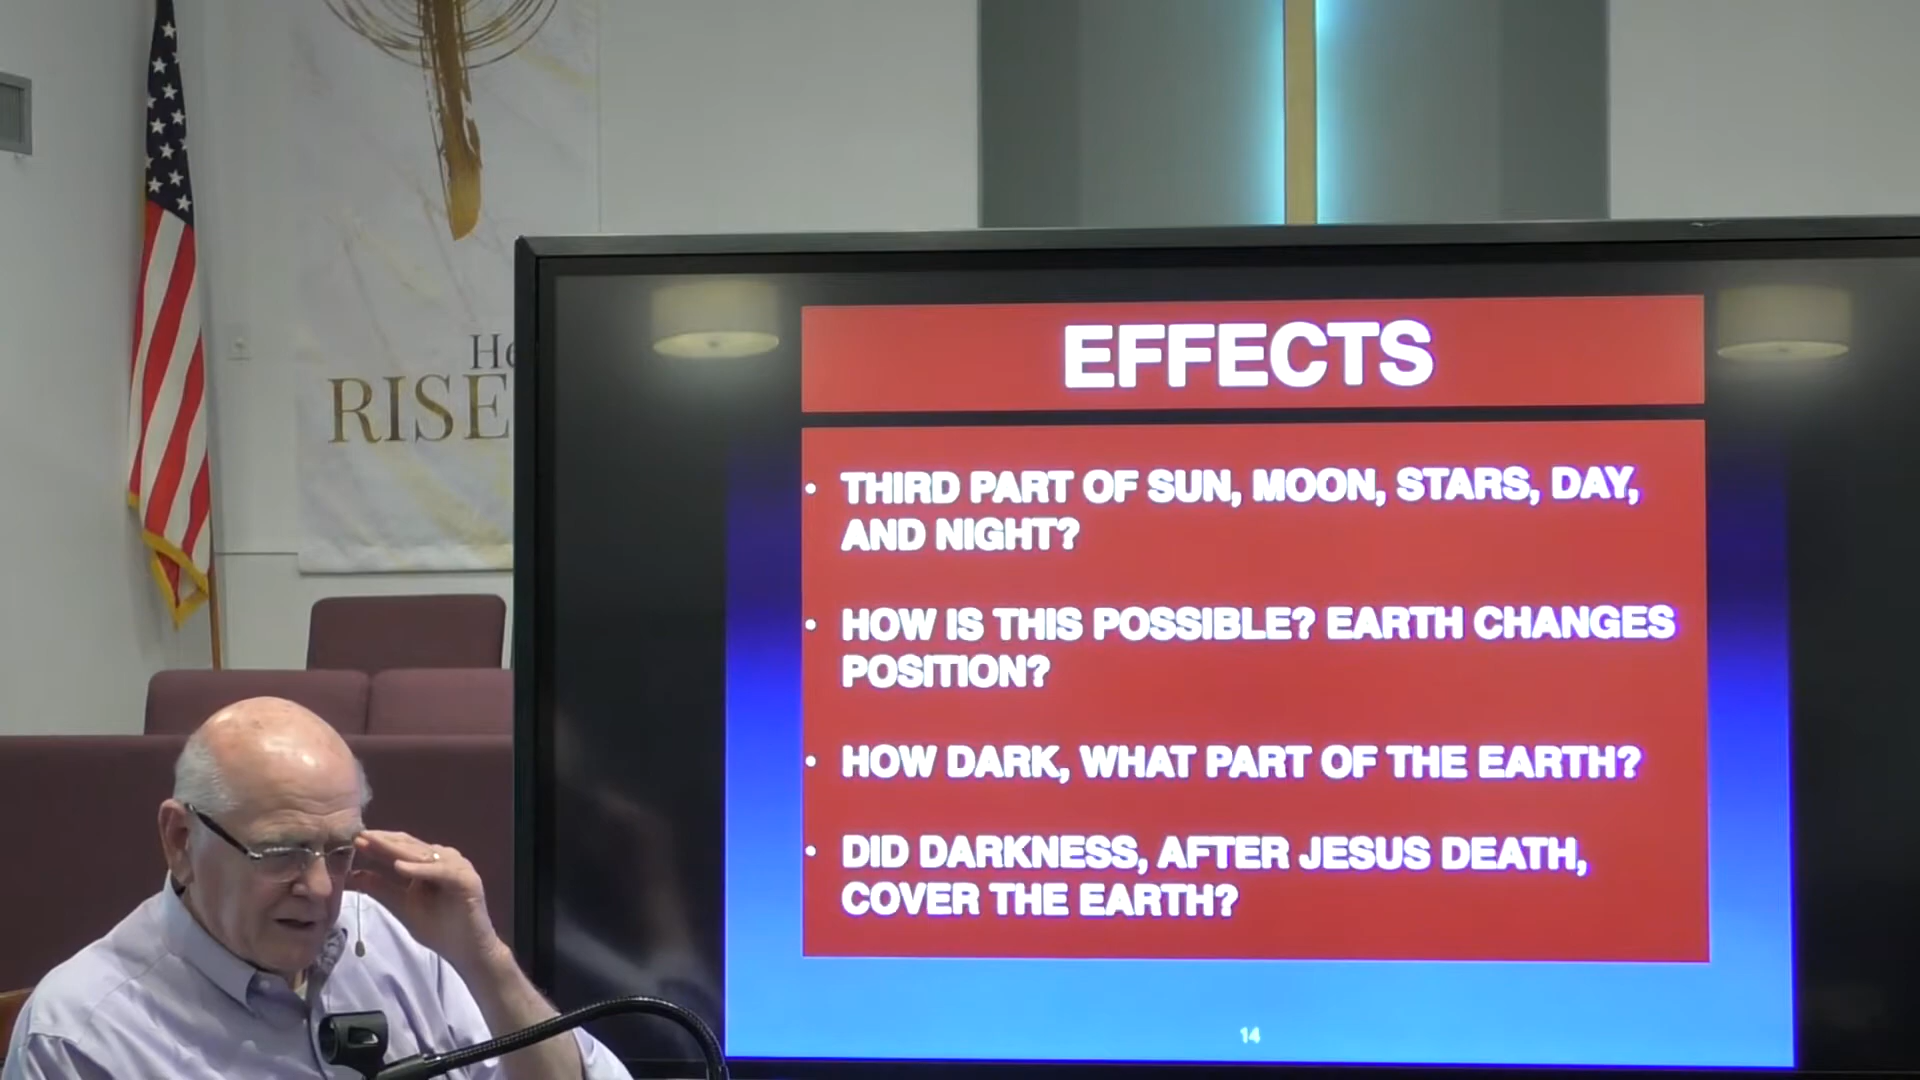 He
RISE
EFFECTS
• THIRD PART OF SUN, MOON, STARS, DAY,
AND NIGHT?
• HOW IS THIS POSSIBLE? EARTH CHANGES
POSITION?
• HOW DARK, WHAT PART OF THE EARTH?
• DID DARKNESS, AFTER JESUS DEATH,
COVER THE EARTH?
14